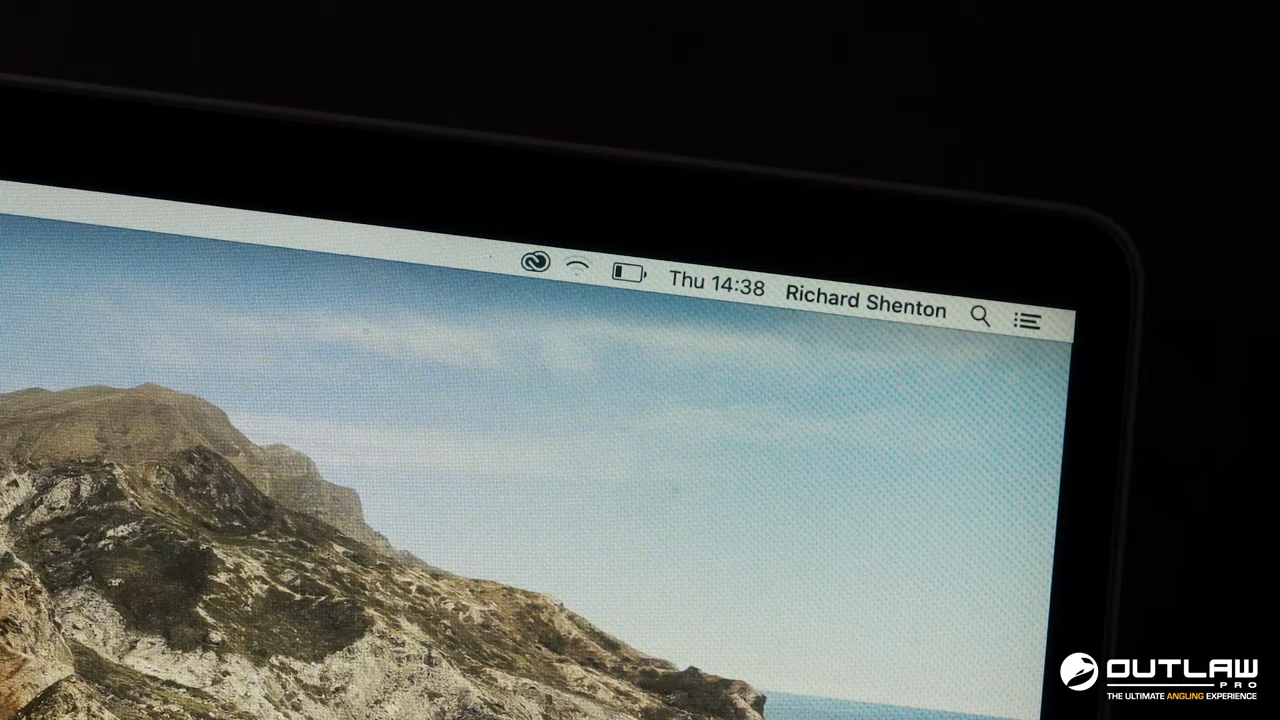 Thu 14:38 Richard Shenton
OUTLAW
PRO
THE ULTIMATE ANGLING EXPERIENCE